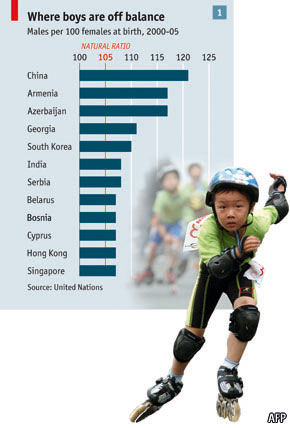 Where boys are off balance
1
Males per 100 females at birth, 2000-05
NATURAL RATIO
100 105 110 115 120 125
China
Armenia
Azerbaijan
Georgia
South Korea
India
Serbia
Belarus
Bosnia
Cyprus
Hong Kong
Singapore
Source: United Nations
AFP